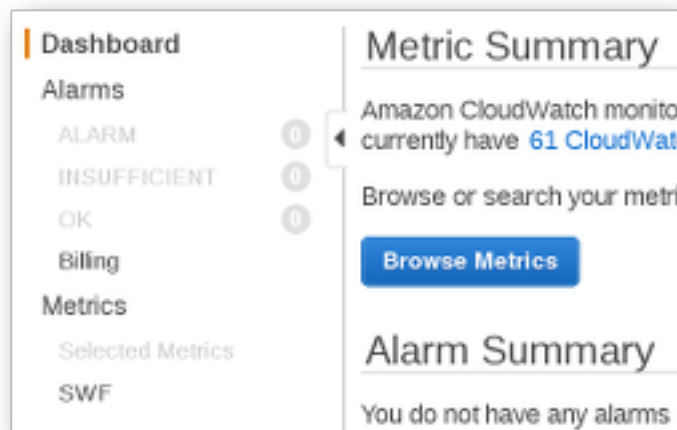 Dashboard
Alarms
ALARM 0
INSUFFICIENT 0
OK 0
Billing
Metrics
Selected Metrics
SWF
Metric Summary
Amazon CloudWatch monito
currently have 61 CloudWat
Browse or search your metri
Browse Metrics
Alarm Summary
You do not have any alarms